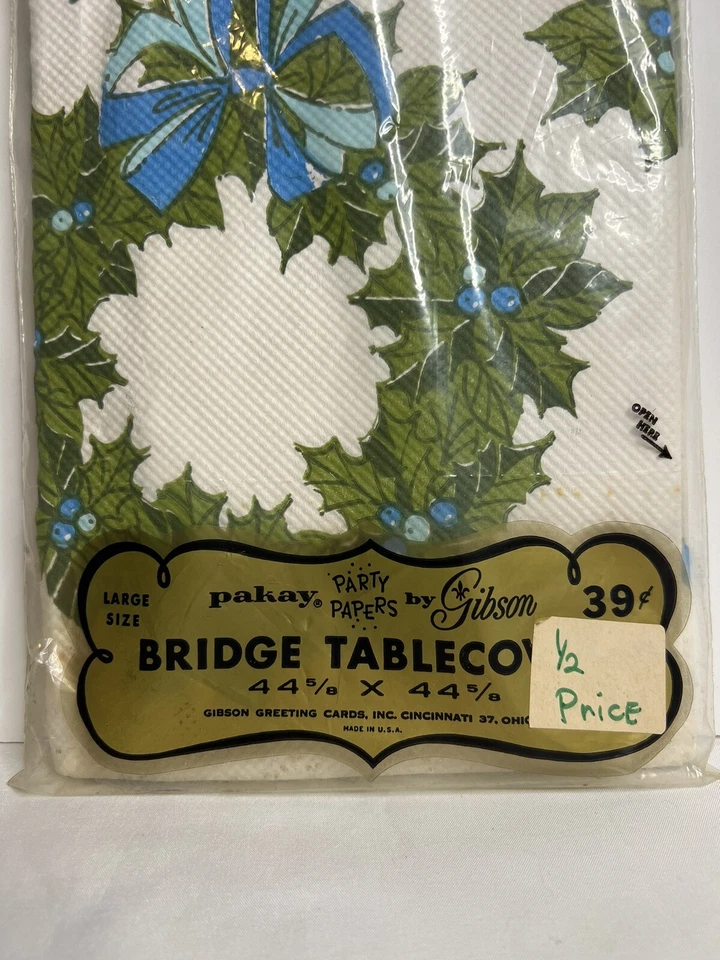 OPEN
HERE
LARGE
SIZE
pakay® PARTY PAPERS by Gibson 39¢
BRIDGE TABLECOV
44 5/8 X 44 5/8
GIBSON GREETING CARDS, INC. CINCINNATI 37, OHIO
MADE IN U.S.A.
1/2
PricE